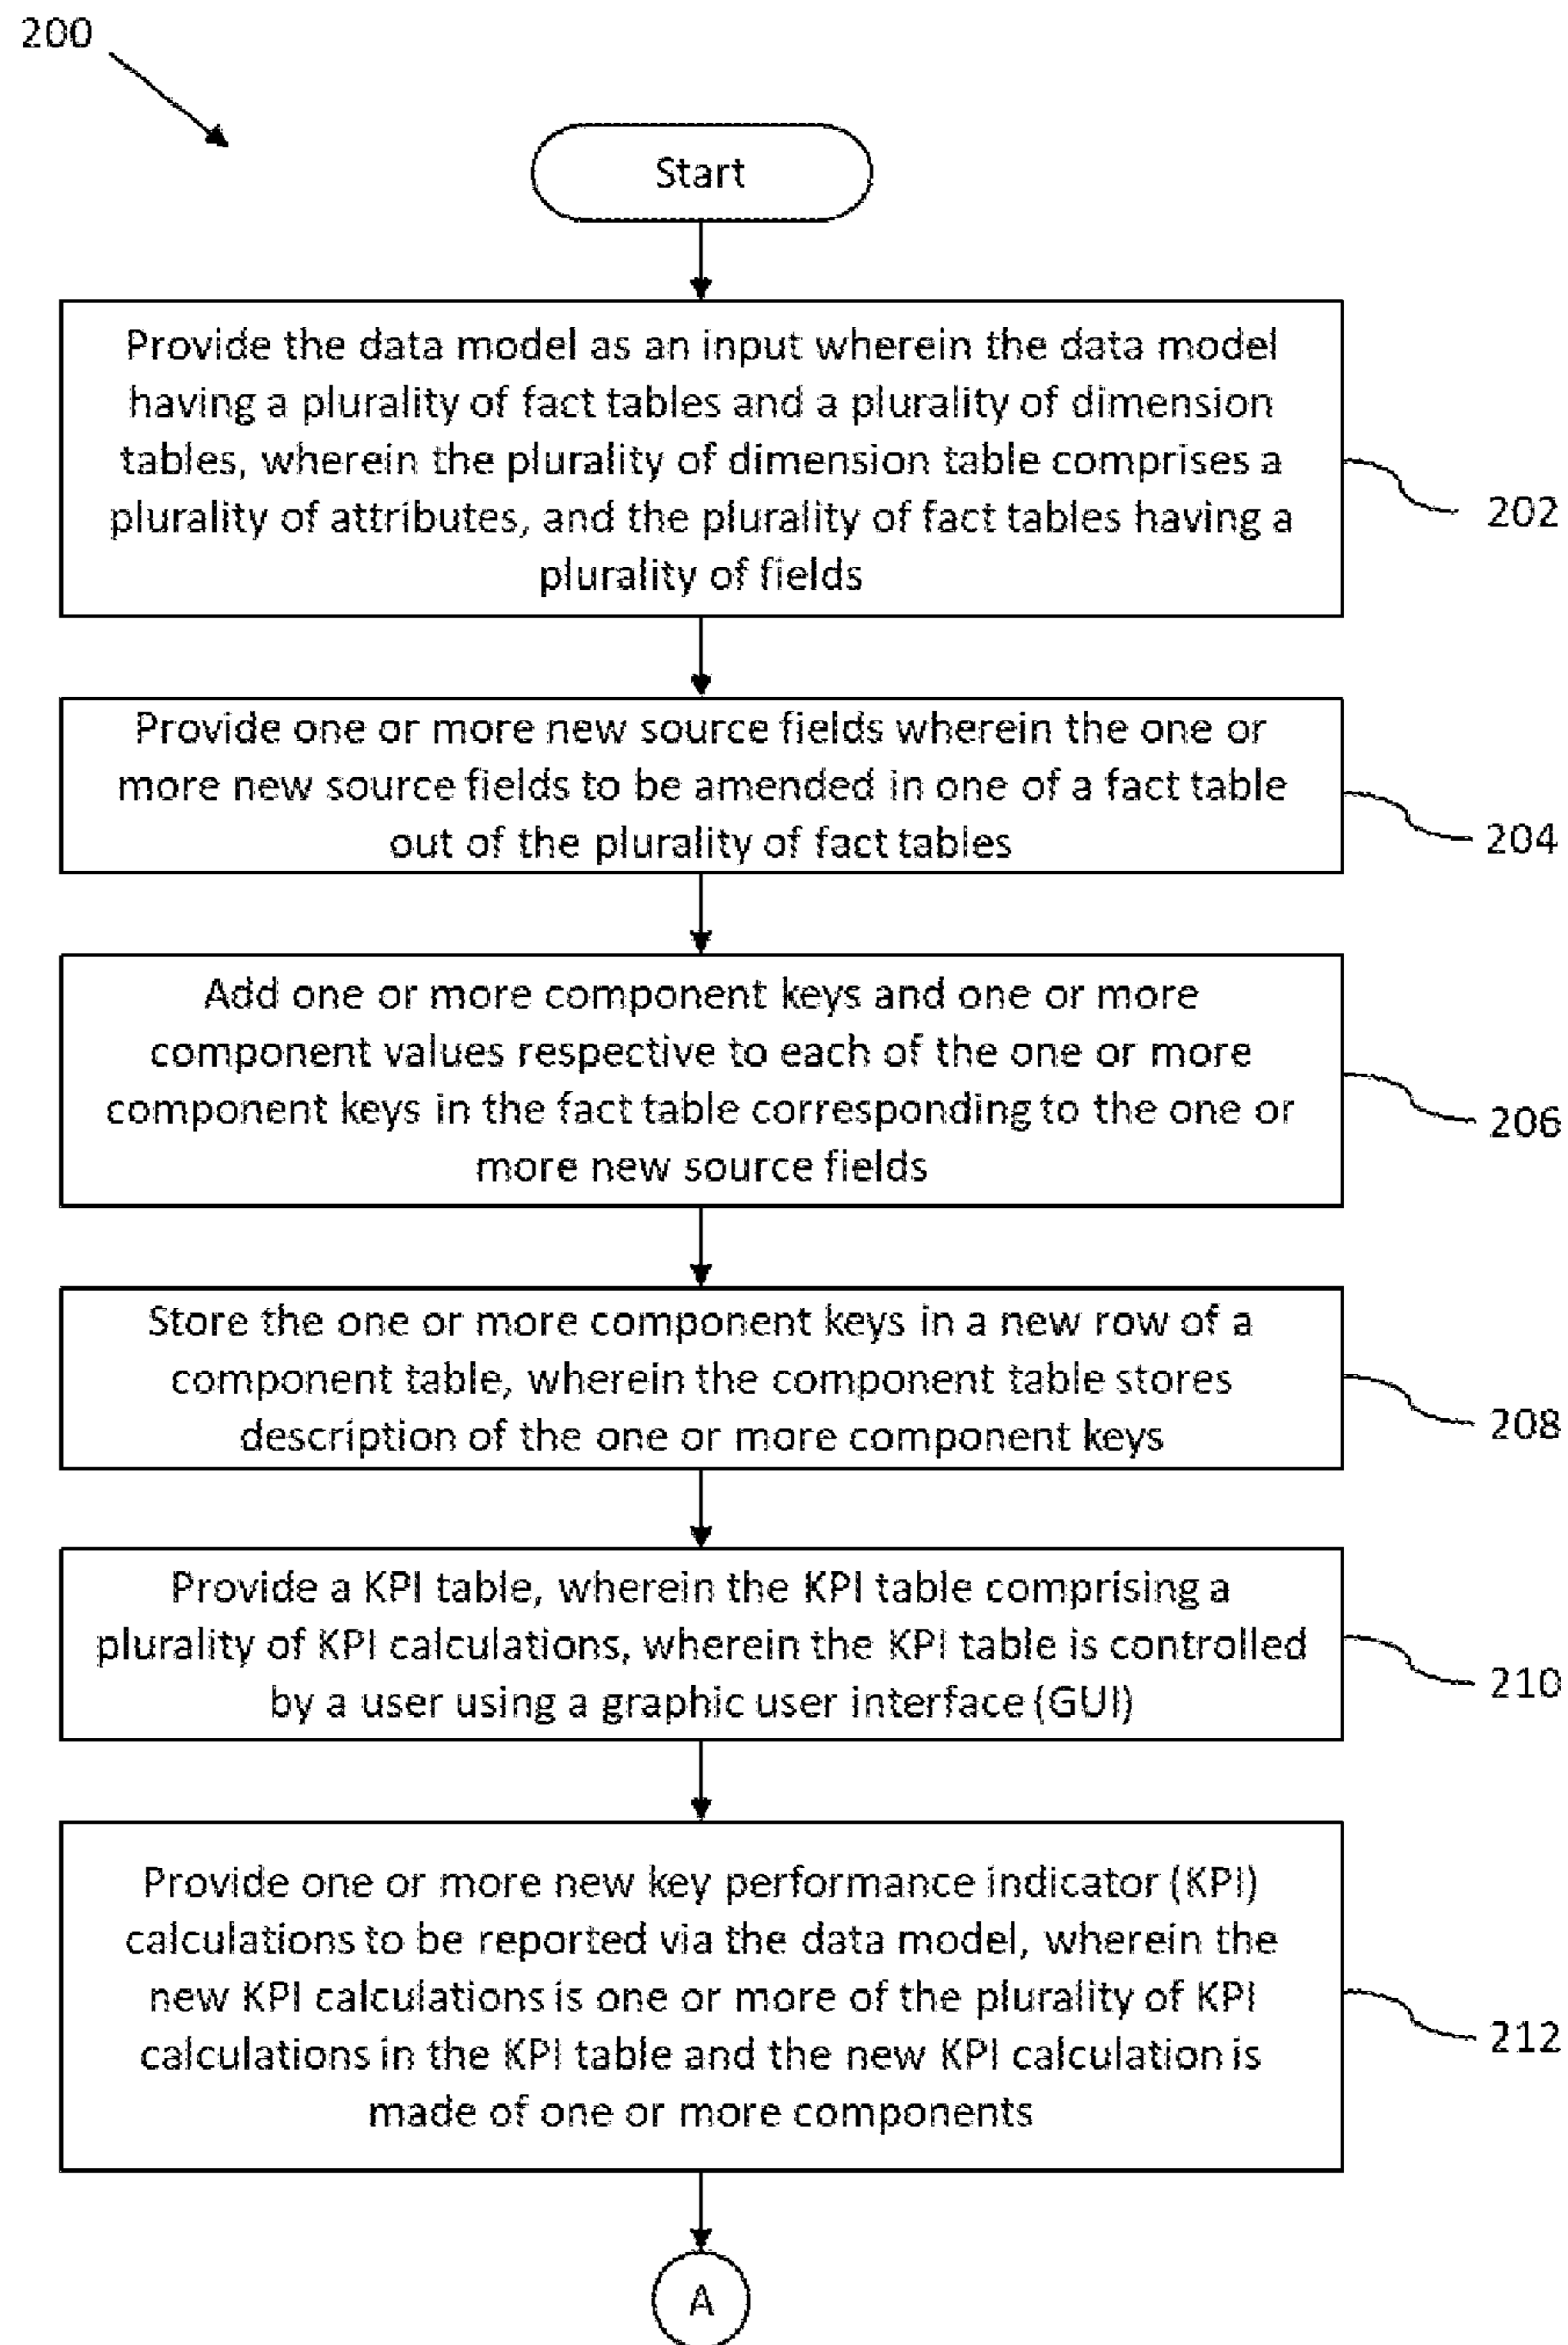 200
Start
Provide the data model as an input wherein the data model
having a plurality of fact tables and a plurality of dimension
tables, wherein the plurality of dimension table comprises a
plurality of attributes, and the plurality of fact tables having a
plurality of fields
202
Provide one or more new source fields wherein the one or
more new source fields to be amended in one of a fact table
out of the plurality of fact tables
204
Add one or more component keys and one or more
component values respective to each of the one or more
component keys in the fact table corresponding to the one or
more new source fields
206
Store the one or more component keys in a new row of a
component table, wherein the component table stores
description of the one or more component keys
208
Provide a KPI table, wherein the KPI table comprising a
plurality of KPI calculations, wherein the KPI table is controlled
by a user using a graphic user interface (GUI)
210
Provide one or more new key performance indicator (KPI)
calculations to be reported via the data model, wherein the
new KPI calculations is one or more of the plurality of KPI
calculations in the KPI table and the new KPI calculation is
made of one or more components
212
A